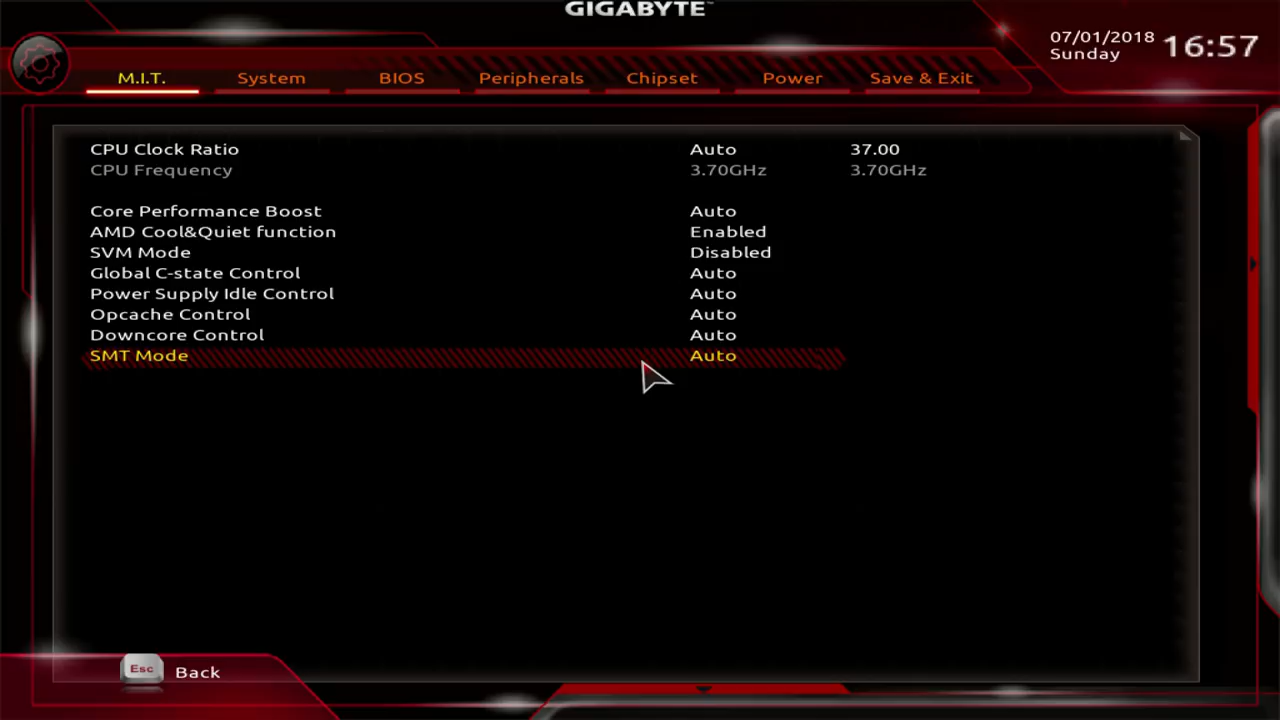 GIGABYTE™
07/01/2018
Sunday
16:57
M.I.T. System BIOS Peripherals Chipset Power Save & Exit
CPU Clock Ratio Auto 37.00
CPU Frequency 3.70GHz 3.70GHz
Core Performance Boost Auto
AMD Cool&Quiet function Enabled
SVM Mode Disabled
Global C-state Control Auto
Power Supply Idle Control Auto
Opcache Control Auto
Downcore Control Auto
SMT Mode Auto
Esc Back